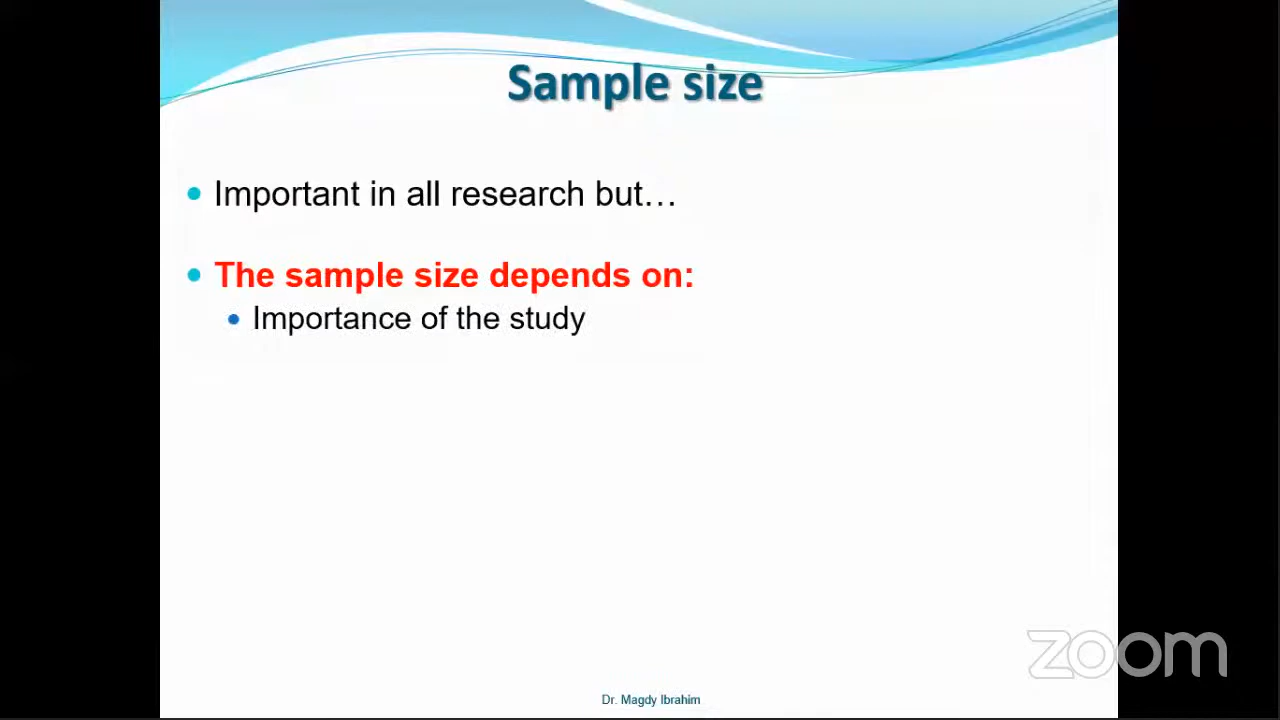 Sample size
Important in all research but…
The sample size depends on:
Importance of the study
zoom
Dr. Magdy Ibrahim